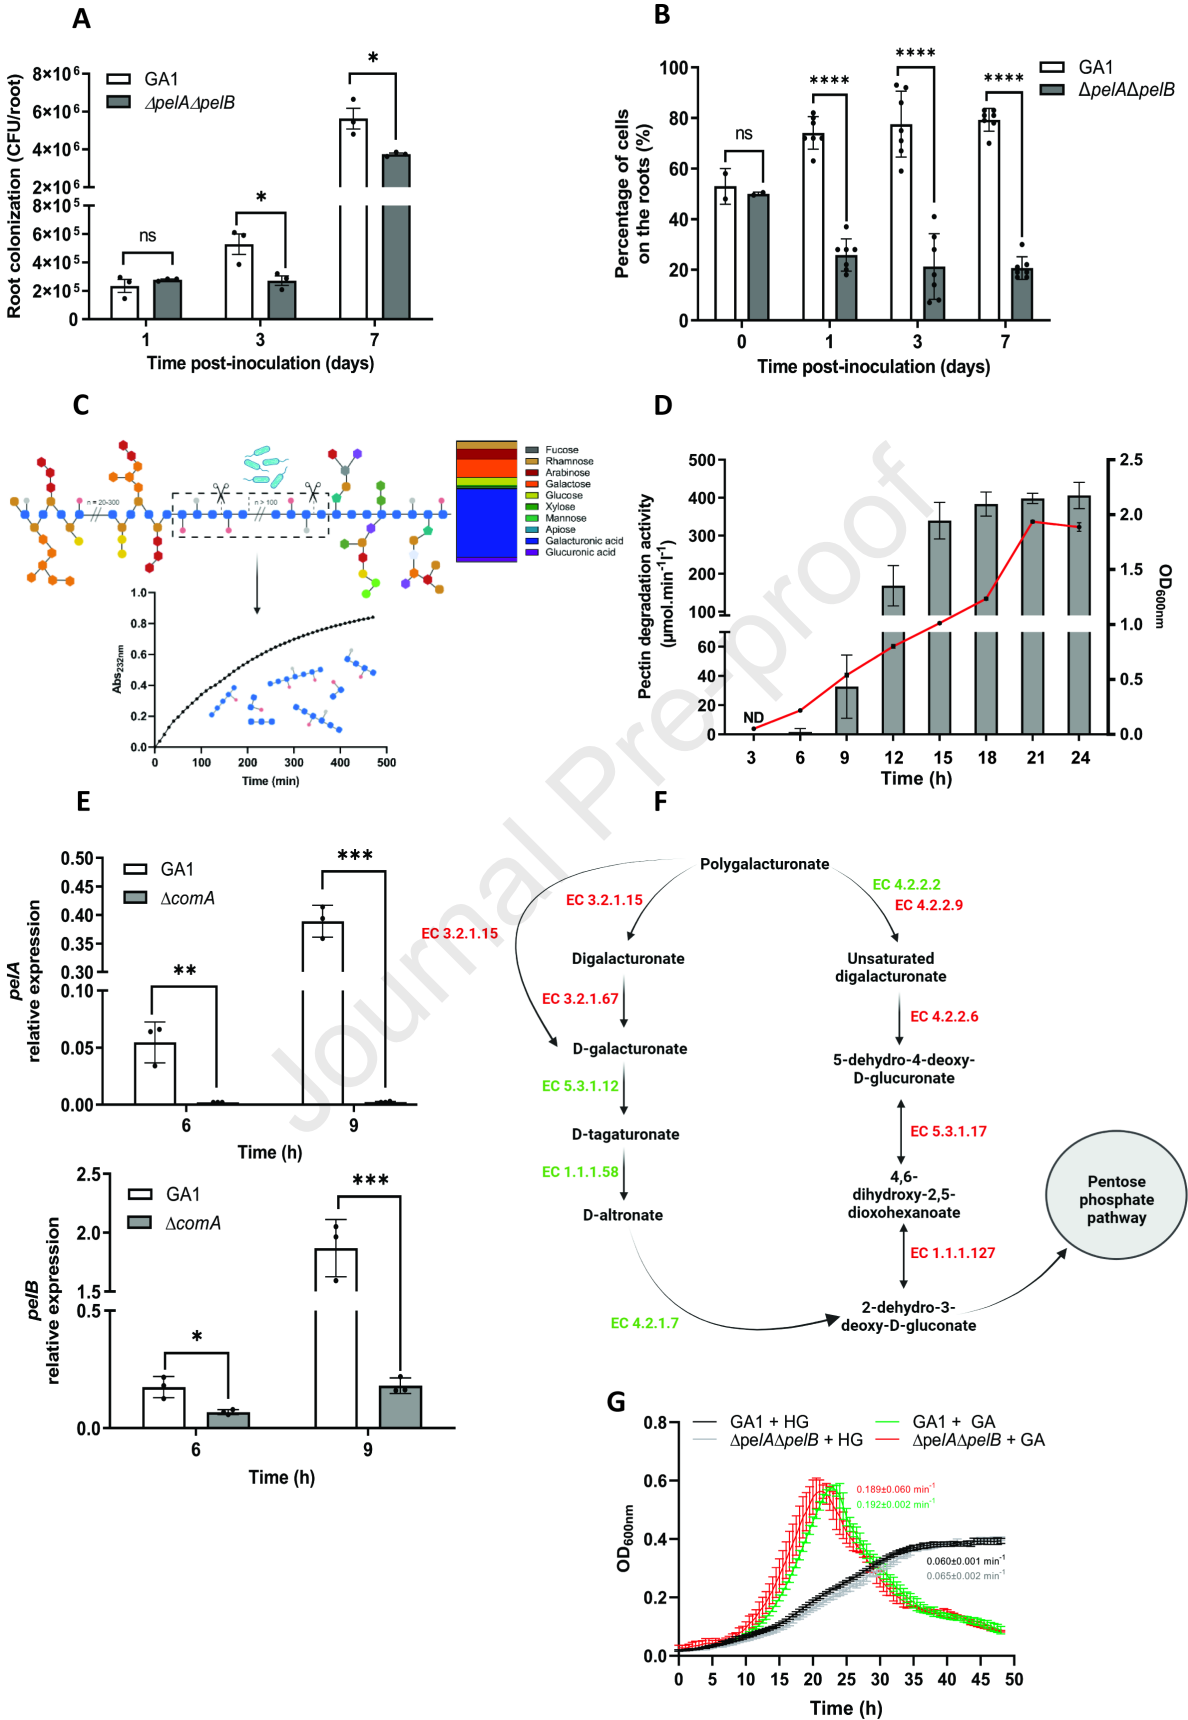 A
8×10⁶
6×10⁶
4×10⁶
2×10⁶
8×10⁵
6×10⁵
4×10⁵
2×10⁵
0
Root colonization (CFU/root)
GA1
ΔpelAΔpelB
ns
*
*
1
3
7
Time post-inoculation (days)
B
100
80
60
40
20
0
Percentage of cells
on the roots (%)
GA1
ΔpelAΔpelB
ns
****
****
****
0
1
3
7
Time post-inoculation (days)
C
n = 20-300
n > 100
Fucose
Rhamnose
Arabinose
Galactose
Glucose
Xylose
Mannose
Apiose
Galacturonic acid
Glucuronic acid
1.0
0.8
0.6
0.4
0.2
0.0
Abs232nm
0
100
200
300
400
500
Time (min)
D
500
400
300
200
100
60
40
20
0
Pectin degradation activity
(µmol.min⁻¹l⁻¹)
ND
2.5
2.0
1.5
1.0
0.5
0.0
OD600nm
3
6
9
12
15
18
21
24
Time (h)
Journal Pre-proof
E
0.50
0.45
0.40
0.35
0.30
0.10
0.05
0.00
pelA
relative expression
GA1
ΔcomA
**
***
6
9
Time (h)
2.5
2.0
1.5
0.5
0.0
pelB
relative expression
GA1
ΔcomA
*
***
6
9
Time (h)
F
Polygalacturonate
EC 3.2.1.15
EC 3.2.1.15
EC 4.2.2.2
EC 4.2.2.9
Digalacturonate
Unsaturated
digalacturonate
EC 3.2.1.67
EC 4.2.2.6
D-galacturonate
5-dehydro-4-deoxy-
D-glucuronate
EC 5.3.1.12
EC 5.3.1.17
D-tagaturonate
4,6-
dihydroxy-2,5-
dioxohexanoate
EC 1.1.1.58
EC 1.1.1.127
D-altronate
2-dehydro-3-
deoxy-D-gluconate
EC 4.2.1.7
Pentose
phosphate
pathway
G
GA1 + HG
ΔpelAΔpelB + HG
GA1 + GA
ΔpelAΔpelB + GA
0.8
0.6
0.4
0.2
0.0
OD600nm
0.189±0.060 min⁻¹
0.192±0.002 min⁻¹
0.060±0.001 min⁻¹
0.065±0.002 min⁻¹
0
5
10
15
20
25
30
35
40
45
50
Time (h)